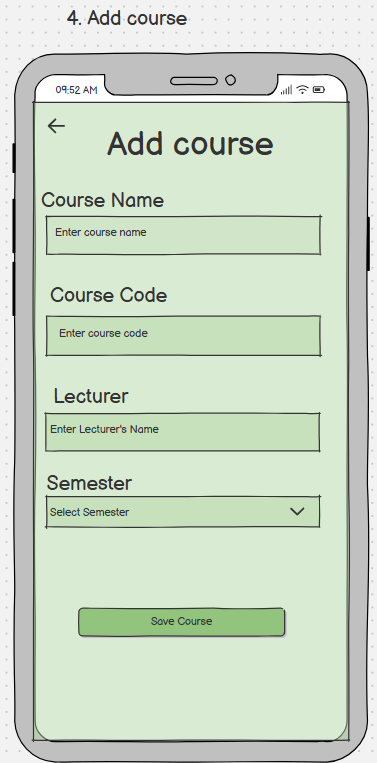 4. Add course
09:52 AM
Add course
Course Name
Enter course name
Course Code
Enter course code
Lecturer
Enter Lecturer's Name
Semester
Select Semester
Save Course